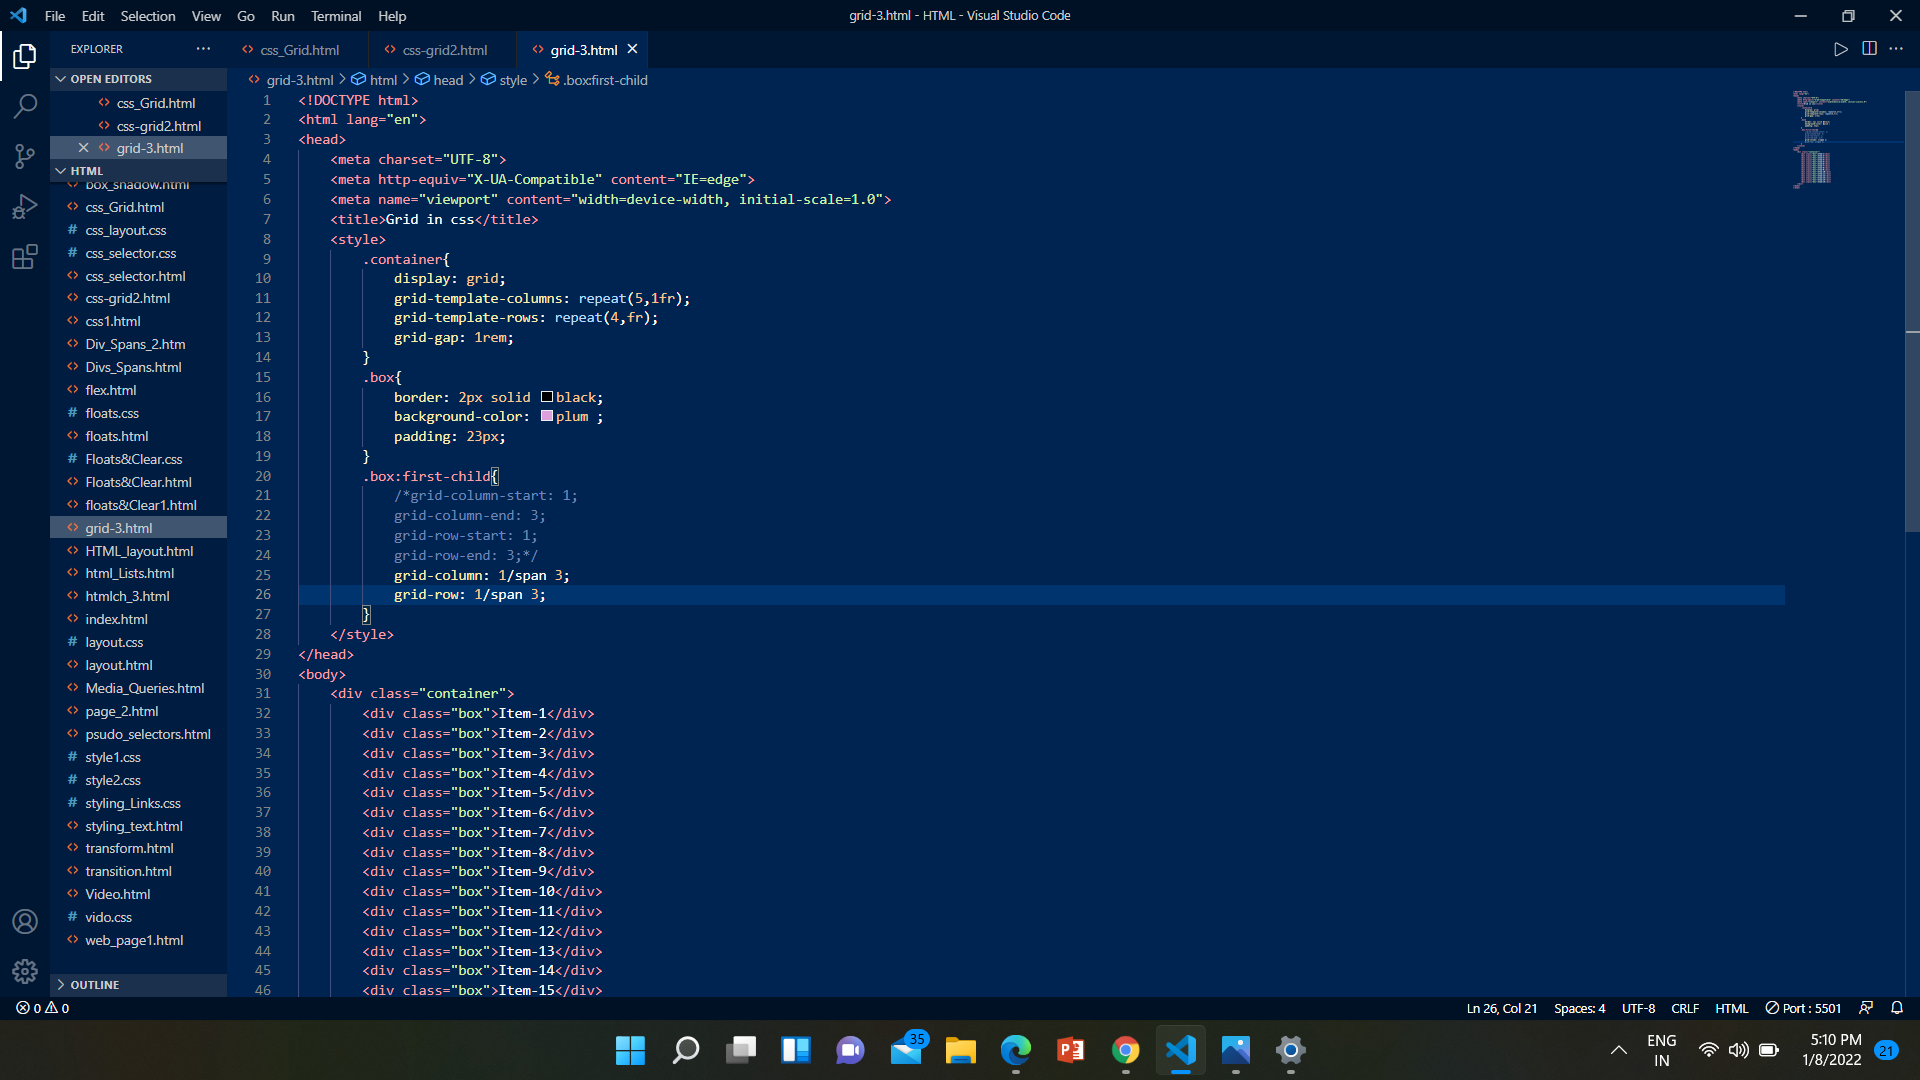 File Edit Selection View Go Run Terminal Help
grid-3.html - HTML - Visual Studio Code
EXPLORER
css_Grid.html css-grid2.html grid-3.html
OPEN EDITORS
css_Grid.html
css-grid2.html
grid-3.html
HTML
box_shadow.html
css_Grid.html
css_layout.css
css_selector.css
css_selector.html
css-grid2.html
css1.html
Div_Spans_2.htm
Divs_Spans.html
flex.html
floats.css
floats.html
Floats&Clear.css
Floats&Clear.html
floats&Clear1.html
grid-3.html
HTML_layout.html
html_Lists.html
htmlch_3.html
index.html
layout.css
layout.html
Media_Queries.html
page_2.html
psudo_selectors.html
style1.css
style2.css
styling_Links.css
styling_text.html
transform.html
transition.html
Video.html
vido.css
web_page1.html
OUTLINE
grid-3.html > html > head > style > .box:first-child
1 <!DOCTYPE html>
2 <html lang="en">
3 <head>
4 <meta charset="UTF-8">
5 <meta http-equiv="X-UA-Compatible" content="IE=edge">
6 <meta name="viewport" content="width=device-width, initial-scale=1.0">
7 <title>Grid in css</title>
8 <style>
9 .container{
10 display: grid;
11 grid-template-columns: repeat(5,1fr);
12 grid-template-rows: repeat(4,fr);
13 grid-gap: 1rem;
14 }
15 .box{
16 border: 2px solid black;
17 background-color: plum ;
18 padding: 23px;
19 }
20 .box:first-child{
21 /*grid-column-start: 1;
22 grid-column-end: 3;
23 grid-row-start: 1;
24 grid-row-end: 3;*/
25 grid-column: 1/span 3;
26 grid-row: 1/span 3;
27 }
28 </style>
29 </head>
30 <body>
31 <div class="container">
32 <div class="box">Item-1</div>
33 <div class="box">Item-2</div>
34 <div class="box">Item-3</div>
35 <div class="box">Item-4</div>
36 <div class="box">Item-5</div>
37 <div class="box">Item-6</div>
38 <div class="box">Item-7</div>
39 <div class="box">Item-8</div>
40 <div class="box">Item-9</div>
41 <div class="box">Item-10</div>
42 <div class="box">Item-11</div>
43 <div class="box">Item-12</div>
44 <div class="box">Item-13</div>
45 <div class="box">Item-14</div>
46 <div class="box">Item-15</div>
0 0
Ln 26, Col 21 Spaces: 4 UTF-8 CRLF HTML Port : 5501
35
ENG
IN
5:10 PM
1/8/2022
21